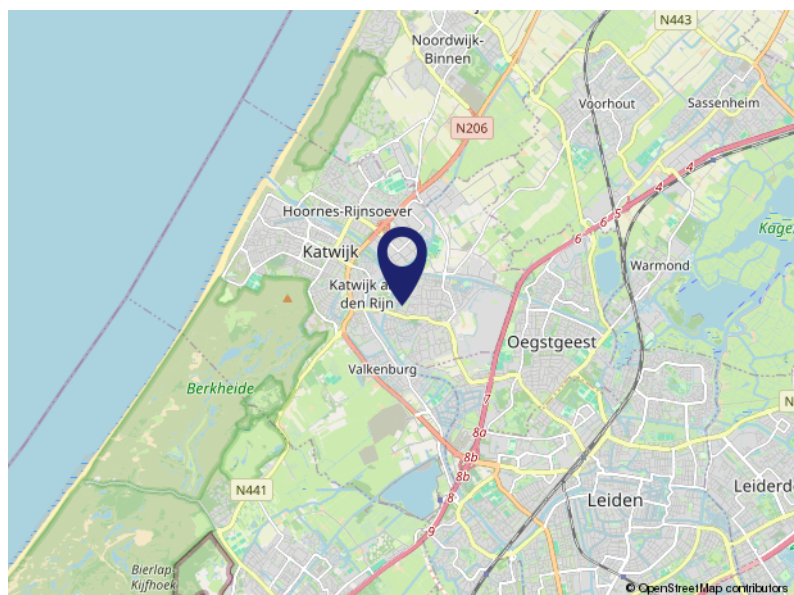 N443
Noordwijk-
Binnen
Voorhout
Sassenheim
N206
4
4
5
6
6
Hoornes-Rijnsoever
Katwijk
Warmond
Katwijk a
den Rijn
Oegstgeest
Valkenburg
Berkheide
7
8a
8b
8b
8
9
N441
Leiden
Leiderd
Bierlap
Kijfhoek
© OpenStreetMap contributors